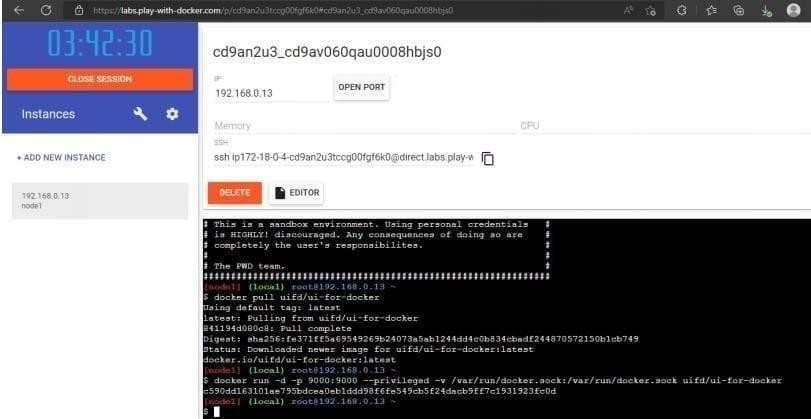 https://labs.play-with-docker.com/p/cd9an2u3tccg00fgf6k0#cd9an2u3_cd9av060qau0008hbjs0
03:42:30
CLOSE SESSION
Instances
+ ADD NEW INSTANCE
192.168.0.13
node1
cd9an2u3_cd9av060qau0008hbjs0
IP
192.168.0.13
OPEN PORT
Memory
CPU
SSH
ssh ip172-18-0-4-cd9an2u3tccg00fgf6k0@direct.labs.play-w
DELETE
EDITOR
# This is a sandbox environment. Using personal credentials #
# is HIGHLY! discouraged. Any consequences of doing so are #
# completely the user's responsibilites. #
# #
# The PWD team. #
###############################################################
[node1] (local) root@192.168.0.13 ~
$ docker pull uifd/ui-for-docker
Using default tag: latest
latest: Pulling from uifd/ui-for-docker
841194d080c8: Pull complete
Digest: sha256:fe371ff5a69549269b24073a5ab1244dd4c0b834cbadf244870572150b1cb749
Status: Downloaded newer image for uifd/ui-for-docker:latest
docker.io/uifd/ui-for-docker:latest
[node1] (local) root@192.168.0.13 ~
$ docker run -d -p 9000:9000 --privileged -v /var/run/docker.sock:/var/run/docker.sock uifd/ui-for-docker
c590dd163101ae795bdcea0eb1ddd98f6fe549cb5f24dacb9ff7c1931923fc0d
[node1] (local) root@192.168.0.13 ~
$